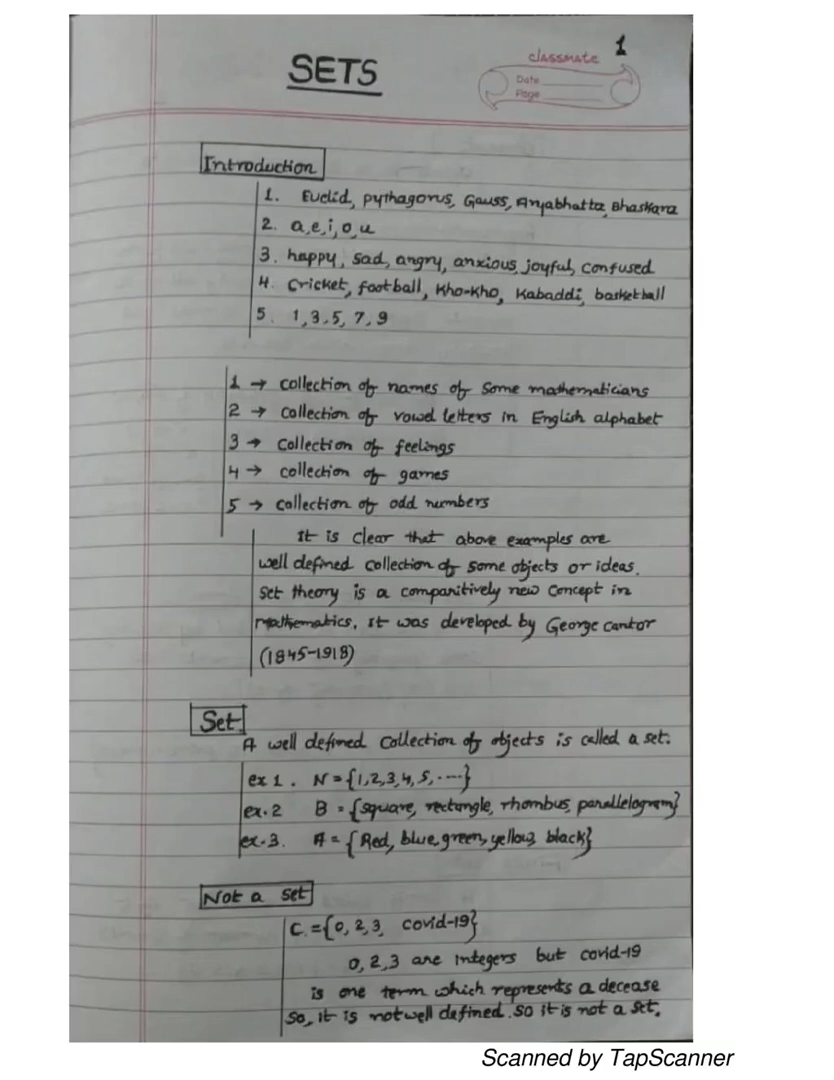 1
classmate
SETS
Date
Page
Introduction
1. Euclid, pythagorus, Gauss, Aryabhatta, Bhaskara
2. a,e,i,o,u
3. happy, sad, angry, anxious, joyful, confused
4. Cricket, football, Kho-Kho, Kabaddi, basketball
5. 1,3,5,7,9
1 → collection of names of some mathematicians
2 → collection of vowel letters in English alphabet
3 → Collection of feelings
4 → collection of games
5 → collection of odd numbers
It is clear that above examples are
well defined collection of some objects or ideas.
Set theory is a comparitively new concept in
mathematics. It was developed by George cantor
(1845-1918)
Set
A well defined Collection of objects is called a set.
ex 1. N = {1,2,3,4,5,.....}
ex.2 B = {square, rectangle, rhombus, parallelogram}
ex.3. A = {Red, blue, green, yellow, black}
Not a set
C = {0, 2, 3, covid-19}
0, 2, 3 are integers but covid-19
is one term which represents a decease
So, it is not well defined. So it is not a set.
Scanned by TapScanner